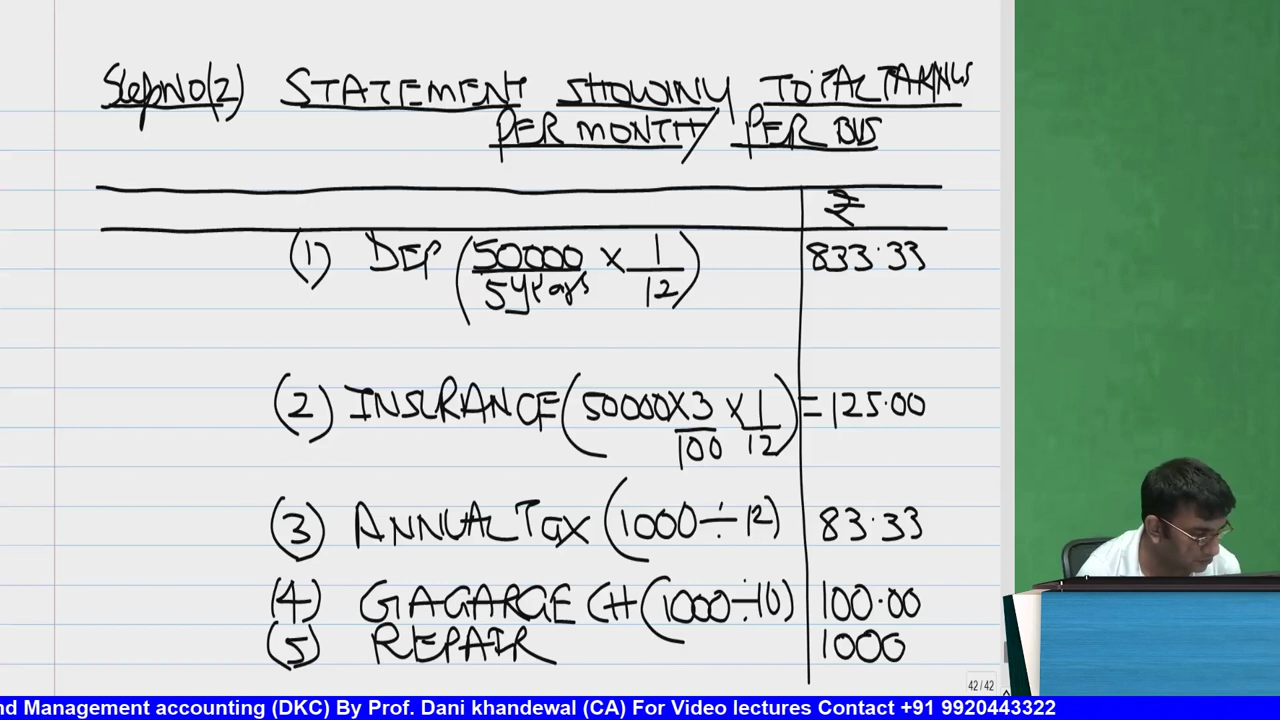 StepNo(2) STATEMENT SHOWING TOTAL TAKINGS
PER MONTH/ PER BUS
₹
(1) DEP (50000/5years × 1/12) 833.33
(2) INSURANCE (50000×3/100 × 1/12) = 125.00
(3) ANNUAL Tax (1000÷12) 83.33
(4) GAGARGE CH (1000÷10) 100.00
(5) REPAIR 1000
42/42
nd Management accounting (DKC) By Prof. Dani khandewal (CA) For Video lectures Contact +91 9920443322